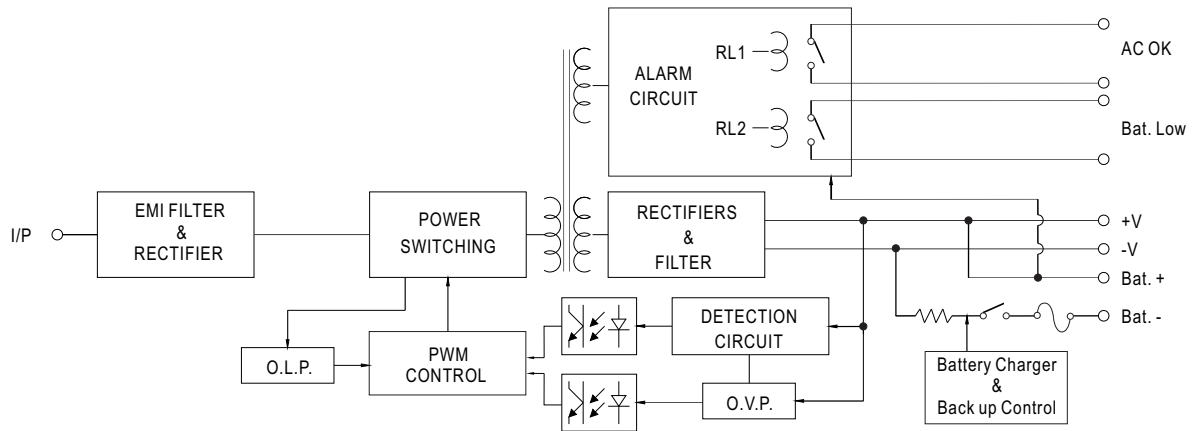 RL1
AC OK
ALARM
CIRCUIT
RL2
Bat. Low
I/P
EMI FILTER
&
RECTIFIER
POWER
SWITCHING
RECTIFIERS
&
FILTER
+V
-V
Bat. +
Bat. -
O.L.P.
PWM
CONTROL
DETECTION
CIRCUIT
O.V.P.
Battery Charger
&
Back up Control